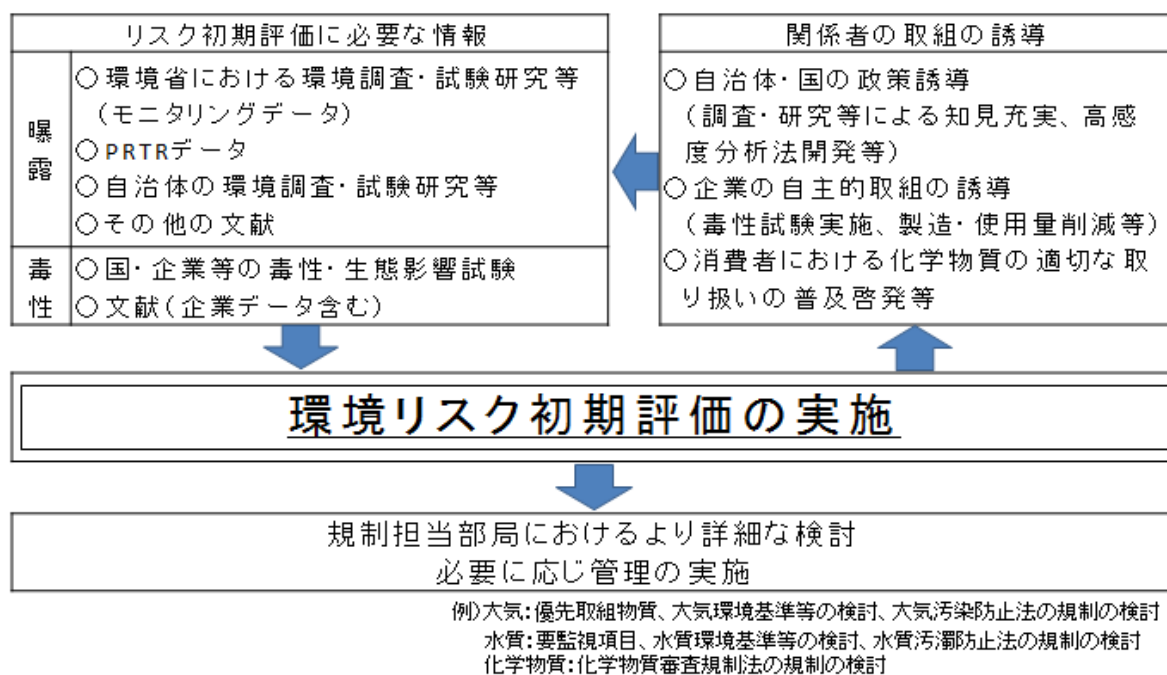 リスク初期評価に必要な情報
曝露
○環境省における環境調査・試験研究等
(モニタリングデータ)
○PRTRデータ
○自治体の環境調査・試験研究等
○その他の文献
毒性
○国・企業等の毒性・生態影響試験
○文献(企業データ含む)
関係者の取組の誘導
○自治体・国の政策誘導
(調査・研究等による知見充実、高感
度分析法開発等)
○企業の自主的取組の誘導
(毒性試験実施、製造・使用量削減等)
○消費者における化学物質の適切な取
り扱いの普及啓発等
環境リスク初期評価の実施
規制担当部局におけるより詳細な検討
必要に応じ管理の実施
例)大気:優先取組物質、大気環境基準等の検討、大気汚染防止法の規制の検討
水質:要監視項目、水質環境基準等の検討、水質汚濁防止法の規制の検討
化学物質:化学物質審査規制法の規制の検討